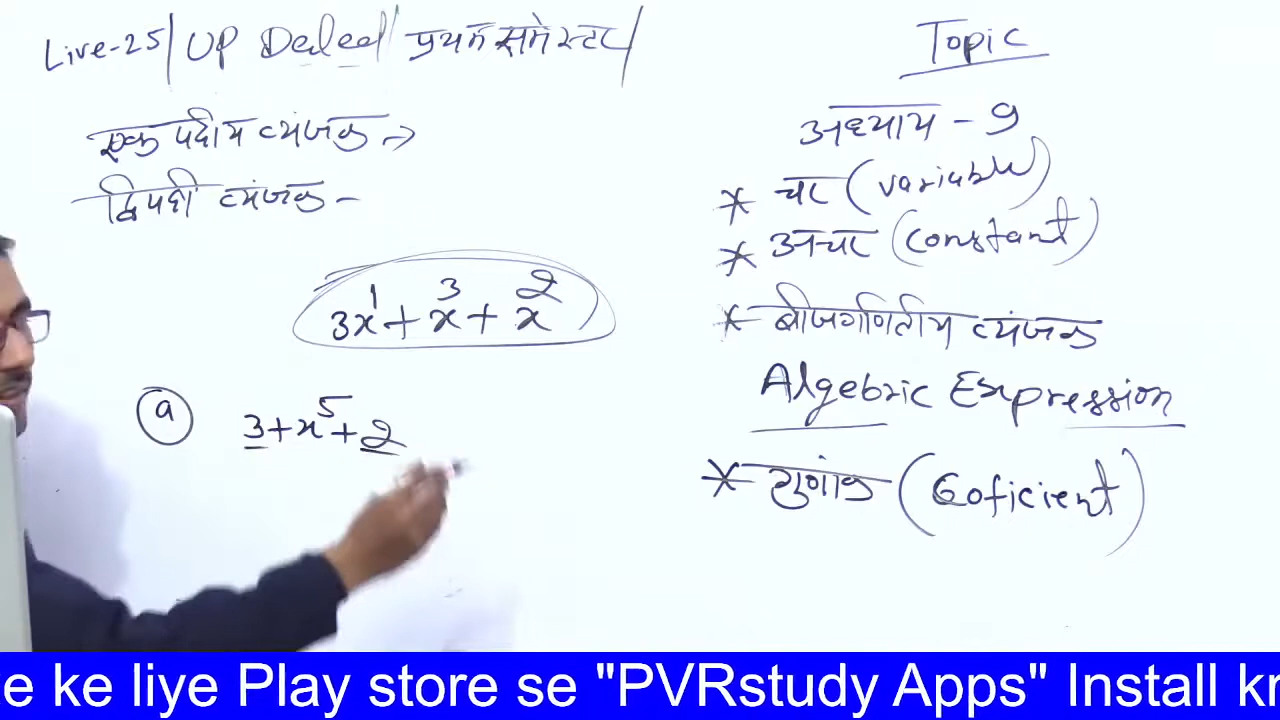 Live-25/ UP Deled/ प्रथम समेस्टर/
एक पदीय व्यंजक →
द्विपदी व्यंजक -
3x¹+x³+x²
a 3+x⁵+2
Topic
अध्याय - 9
* चर (variable)
* अचर (constant)
* बीजगणितीय व्यंजक
Algebric Expression
* गुणांक (Coficient)
e ke liye Play store se "PVRstudy Apps" Install kr